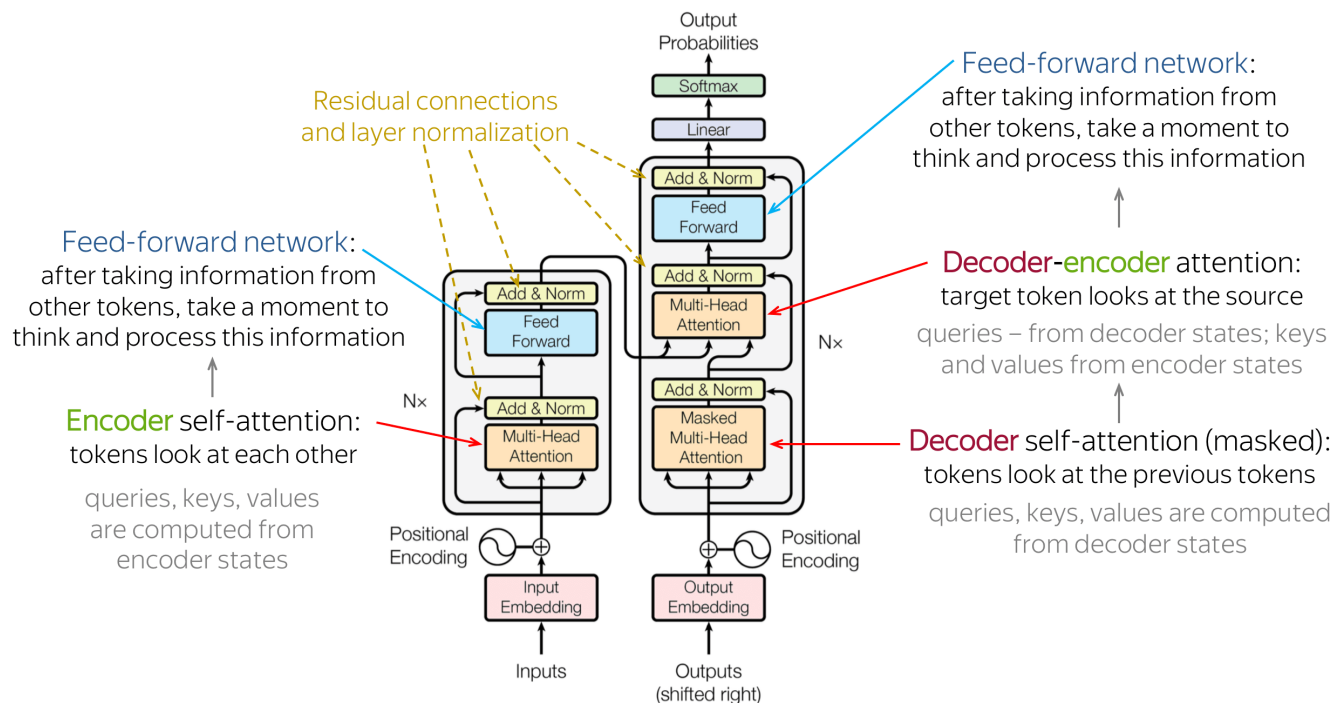 Output
Probabilities
Softmax
Linear
Add & Norm
Feed
Forward
Add & Norm
Multi-Head
Attention
Nx
Add & Norm
Masked
Multi-Head
Attention
Positional
Encoding
Output
Embedding
Outputs
(shifted right)
Residual connections
and layer normalization
Feed-forward network:
after taking information from
other tokens, take a moment to
think and process this information
Encoder self-attention:
tokens look at each other
queries, keys, values
are computed from
encoder states
Add & Norm
Feed
Forward
Nx
Add & Norm
Multi-Head
Attention
Positional
Encoding
Input
Embedding
Inputs
Feed-forward network:
after taking information from
other tokens, take a moment to
think and process this information
Decoder-encoder attention:
target token looks at the source
queries – from decoder states; keys
and values from encoder states
Decoder self-attention (masked):
tokens look at the previous tokens
queries, keys, values are computed
from decoder states